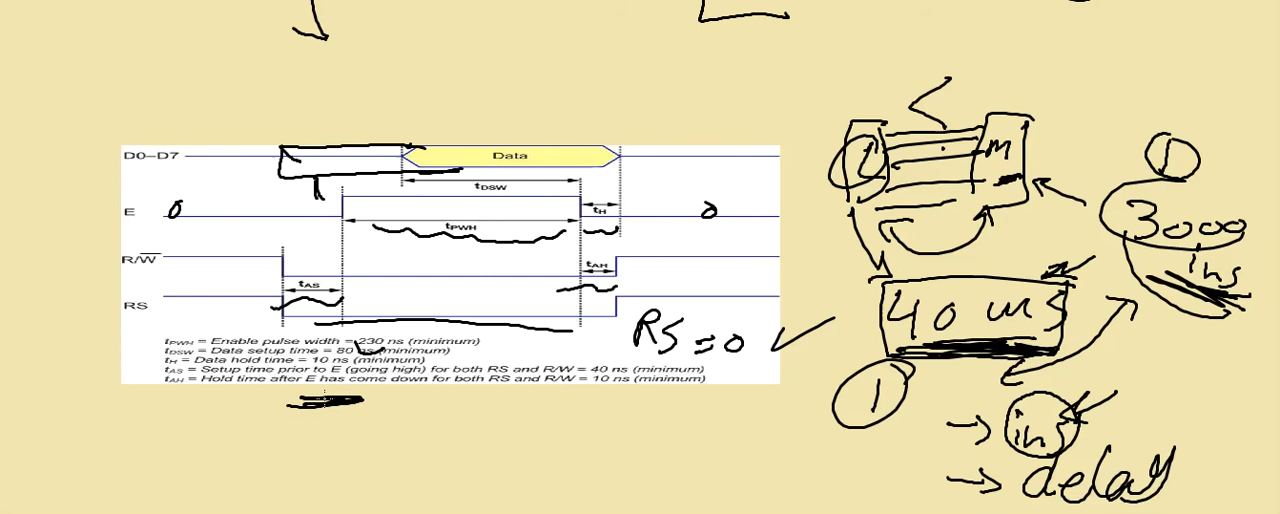 D0–D7
Data
tDSW
E
0
tPWH
tH
0
R/W̅
tAH
tAS
RS
tPWH = Enable pulse width = 230 ns (minimum)
tDSW = Data setup time = 80 ns (minimum)
tH = Data hold time = 10 ns (minimum)
tAS = Setup time prior to E (going high) for both RS and R/W = 40 ns (minimum)
tAH = Hold time after E has come down for both RS and R/W = 10 ns (minimum)
RS = 0
M
1
3000
ins
40 ms
1
→ ins
→ delay